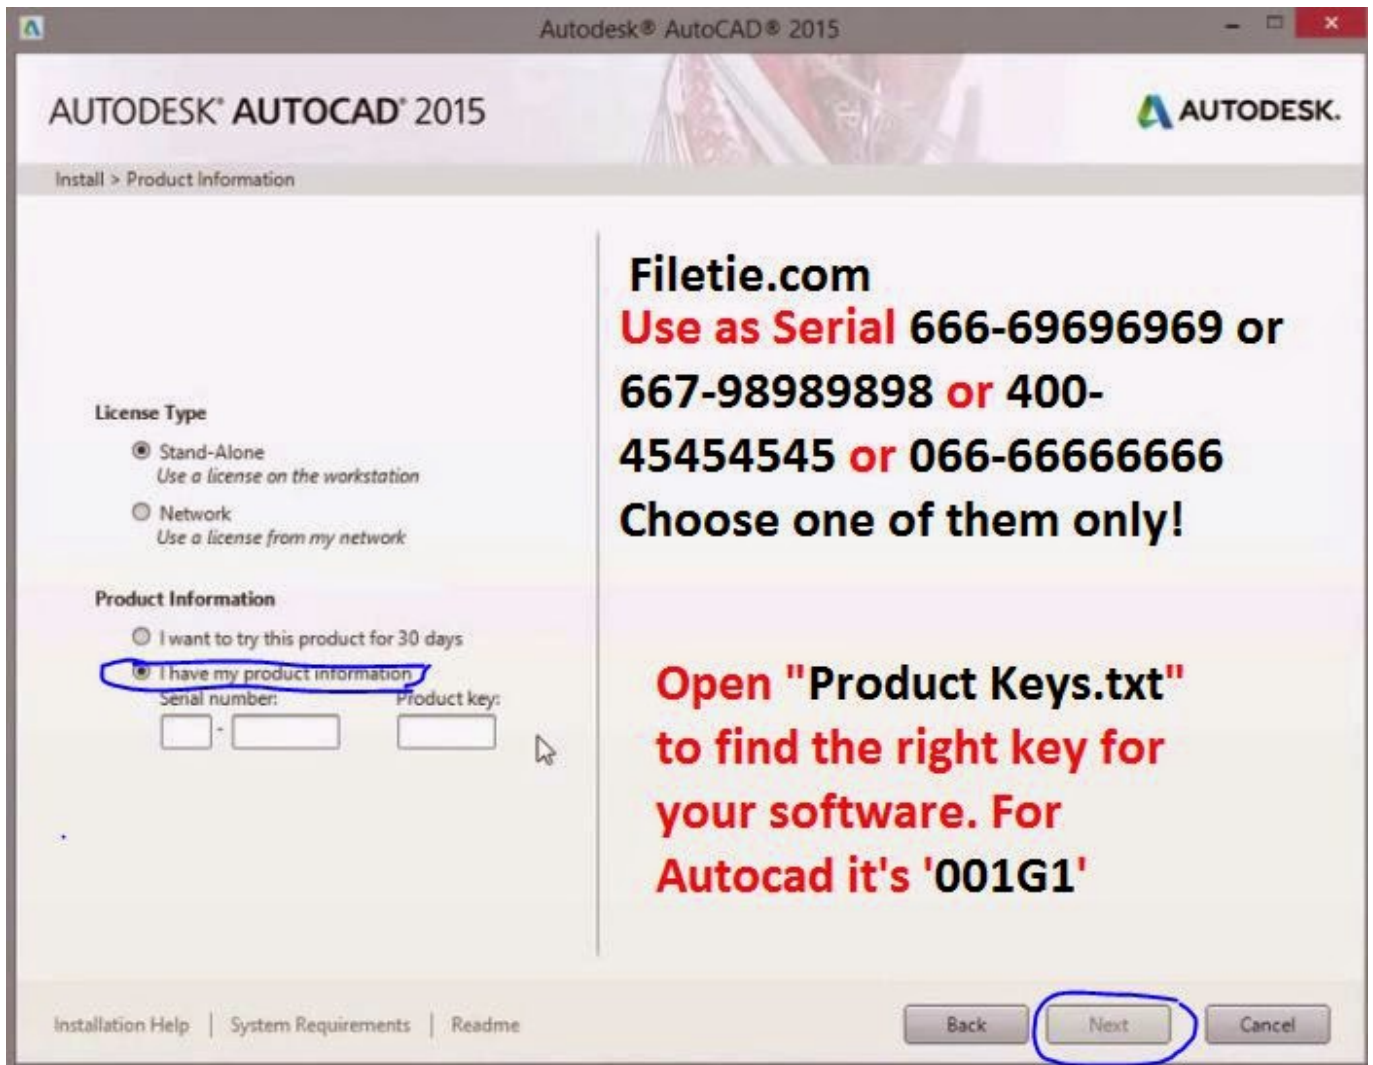 Autodesk® AutoCAD® 2015
AUTODESK® AUTOCAD® 2015
AUTODESK.
Install > Product Information
Filetie.com
Use as Serial 666-69696969 or
667-98989898 or 400-
45454545 or 066-66666666
Choose one of them only!
License Type
Stand-Alone
Use a license on the workstation
Network
Use a license from my network
Product Information
I want to try this product for 30 days
I have my product information
Serial number: Product key:
-
Open "Product Keys.txt"
to find the right key for
your software. For
Autocad it's '001G1'
Installation Help | System Requirements | Readme
Back Next Cancel